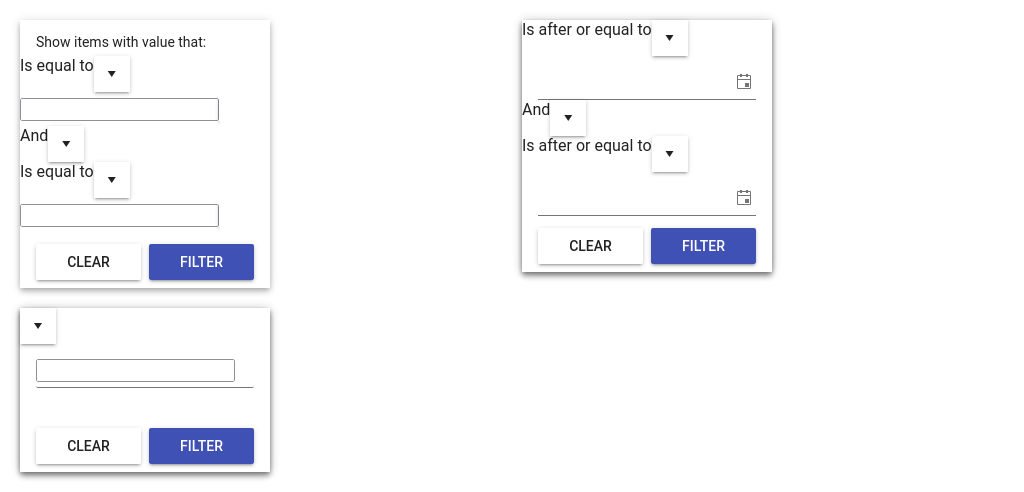 Show items with value that:
Is equal to
And
Is equal to
CLEAR FILTER
Is after or equal to
And
Is after or equal to
CLEAR FILTER
CLEAR FILTER